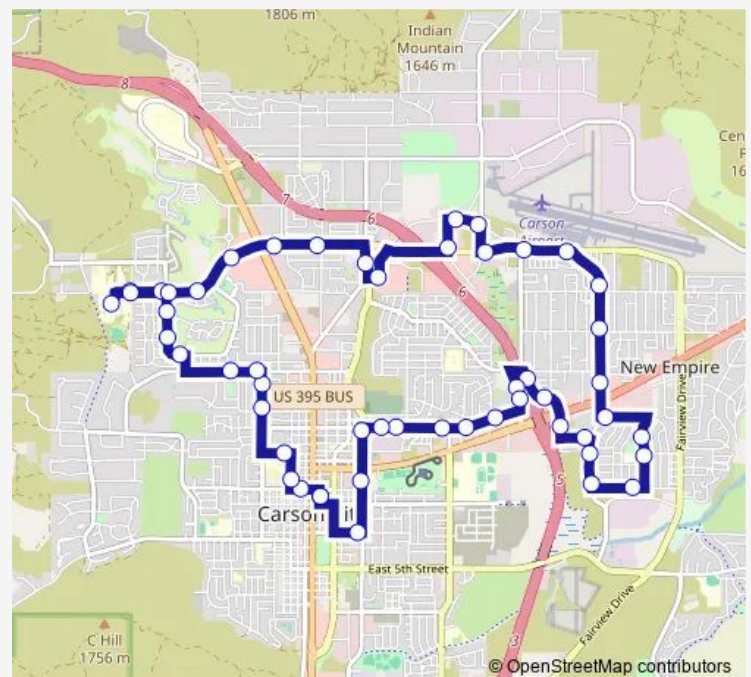 1806 m
Indian
Mountain
1646 m
8
7
6
Carson
Airport
6
New Empire
US 395 BUS
Fairview Drive
5
East 5th Street
Fairview Drive
C Hill
1756 m
3
© OpenStreetMap contributors